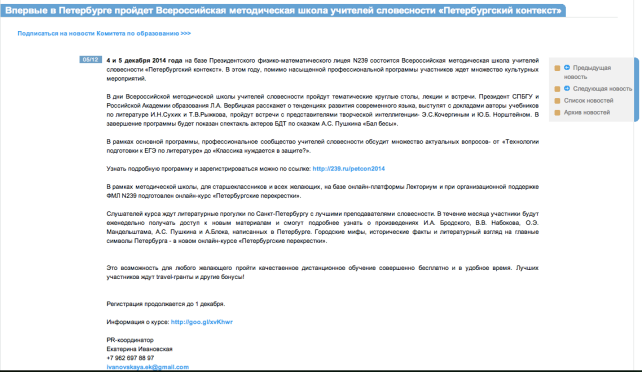 Впервые в Петербурге пройдет Всероссийская методическая школа учителей словесности «Петербургский контекст»
Подписаться на новости Комитета по образованию >>>
05/12
4 и 5 декабря 2014 года на базе Президентского физико-математического лицея N239 состоится Всероссийская методическая школа учителей
словесности «Петербургский контекст». В этом году, помимо насыщенной профессиональной программы участников ждет множество культурных
мероприятий.
В дни Всероссийской методической школы учителей словесности пройдут тематические круглые столы, лекции и встречи. Президент СПБГУ и
Российской Академии образования Л.А. Вербицкая расскажет о тенденциях развития современного языка, выступят с докладами авторы учебников
по литературе И.Н.Сухих и Т.В.Рыжкова, пройдут встречи с представителями творческой интеллигенции- Э.С.Кочергиным и Ю.Б. Норштейном. В
завершение программы будет показан спектакль актеров БДТ по сказкам А.С. Пушкина «Бал бесы».
В рамках основной программы, профессиональное сообщество учителей словесности обсудит множество актуальных вопросов- от «Технологии
подготовки к ЕГЭ по литературе» до «Классика нуждается в защите?».
Узнать подробную программу и зарегистрироваться можно по ссылке: http://239.ru/petcon2014
В рамках методической школы, для старшеклассников и всех желающих, на базе онлайн-платформы Лекториум и при организационной поддержке
ФМЛ N239 подготовлен онлайн-курс «Петербургские перекрестки».
Слушателей курса ждут литературные прогулки по Санкт-Петербургу с лучшими преподавателями словесности. В течение месяца участники будут
еженедельно получать доступ к новым материалам и смогут подробнее узнать о произведениях И.А. Бродского, В.В. Набокова, О.Э.
Мандельштама, А.С. Пушкина и А.Блока, написанных в Петербурге. Городские мифы, исторические факты и литературный взгляд на главные
символы Петербурга - в новом онлайн-курсе «Петербургские перекрестки».
Это возможность для любого желающего пройти качественное дистанционное обучение совершенно бесплатно и в удобное время. Лучших
участников ждут travel-гранты и другие бонусы!
Регистрация продолжается до 1 декабря.
Информация о курсе: http://goo.gl/xvKhwr
PR-координатор
Екатерина Ивановская
+7 962 697 88 97
ivanovskaya.ek@gmail.com
Предыдущая
новость
Следующая новость
Список новостей
Архив новостей